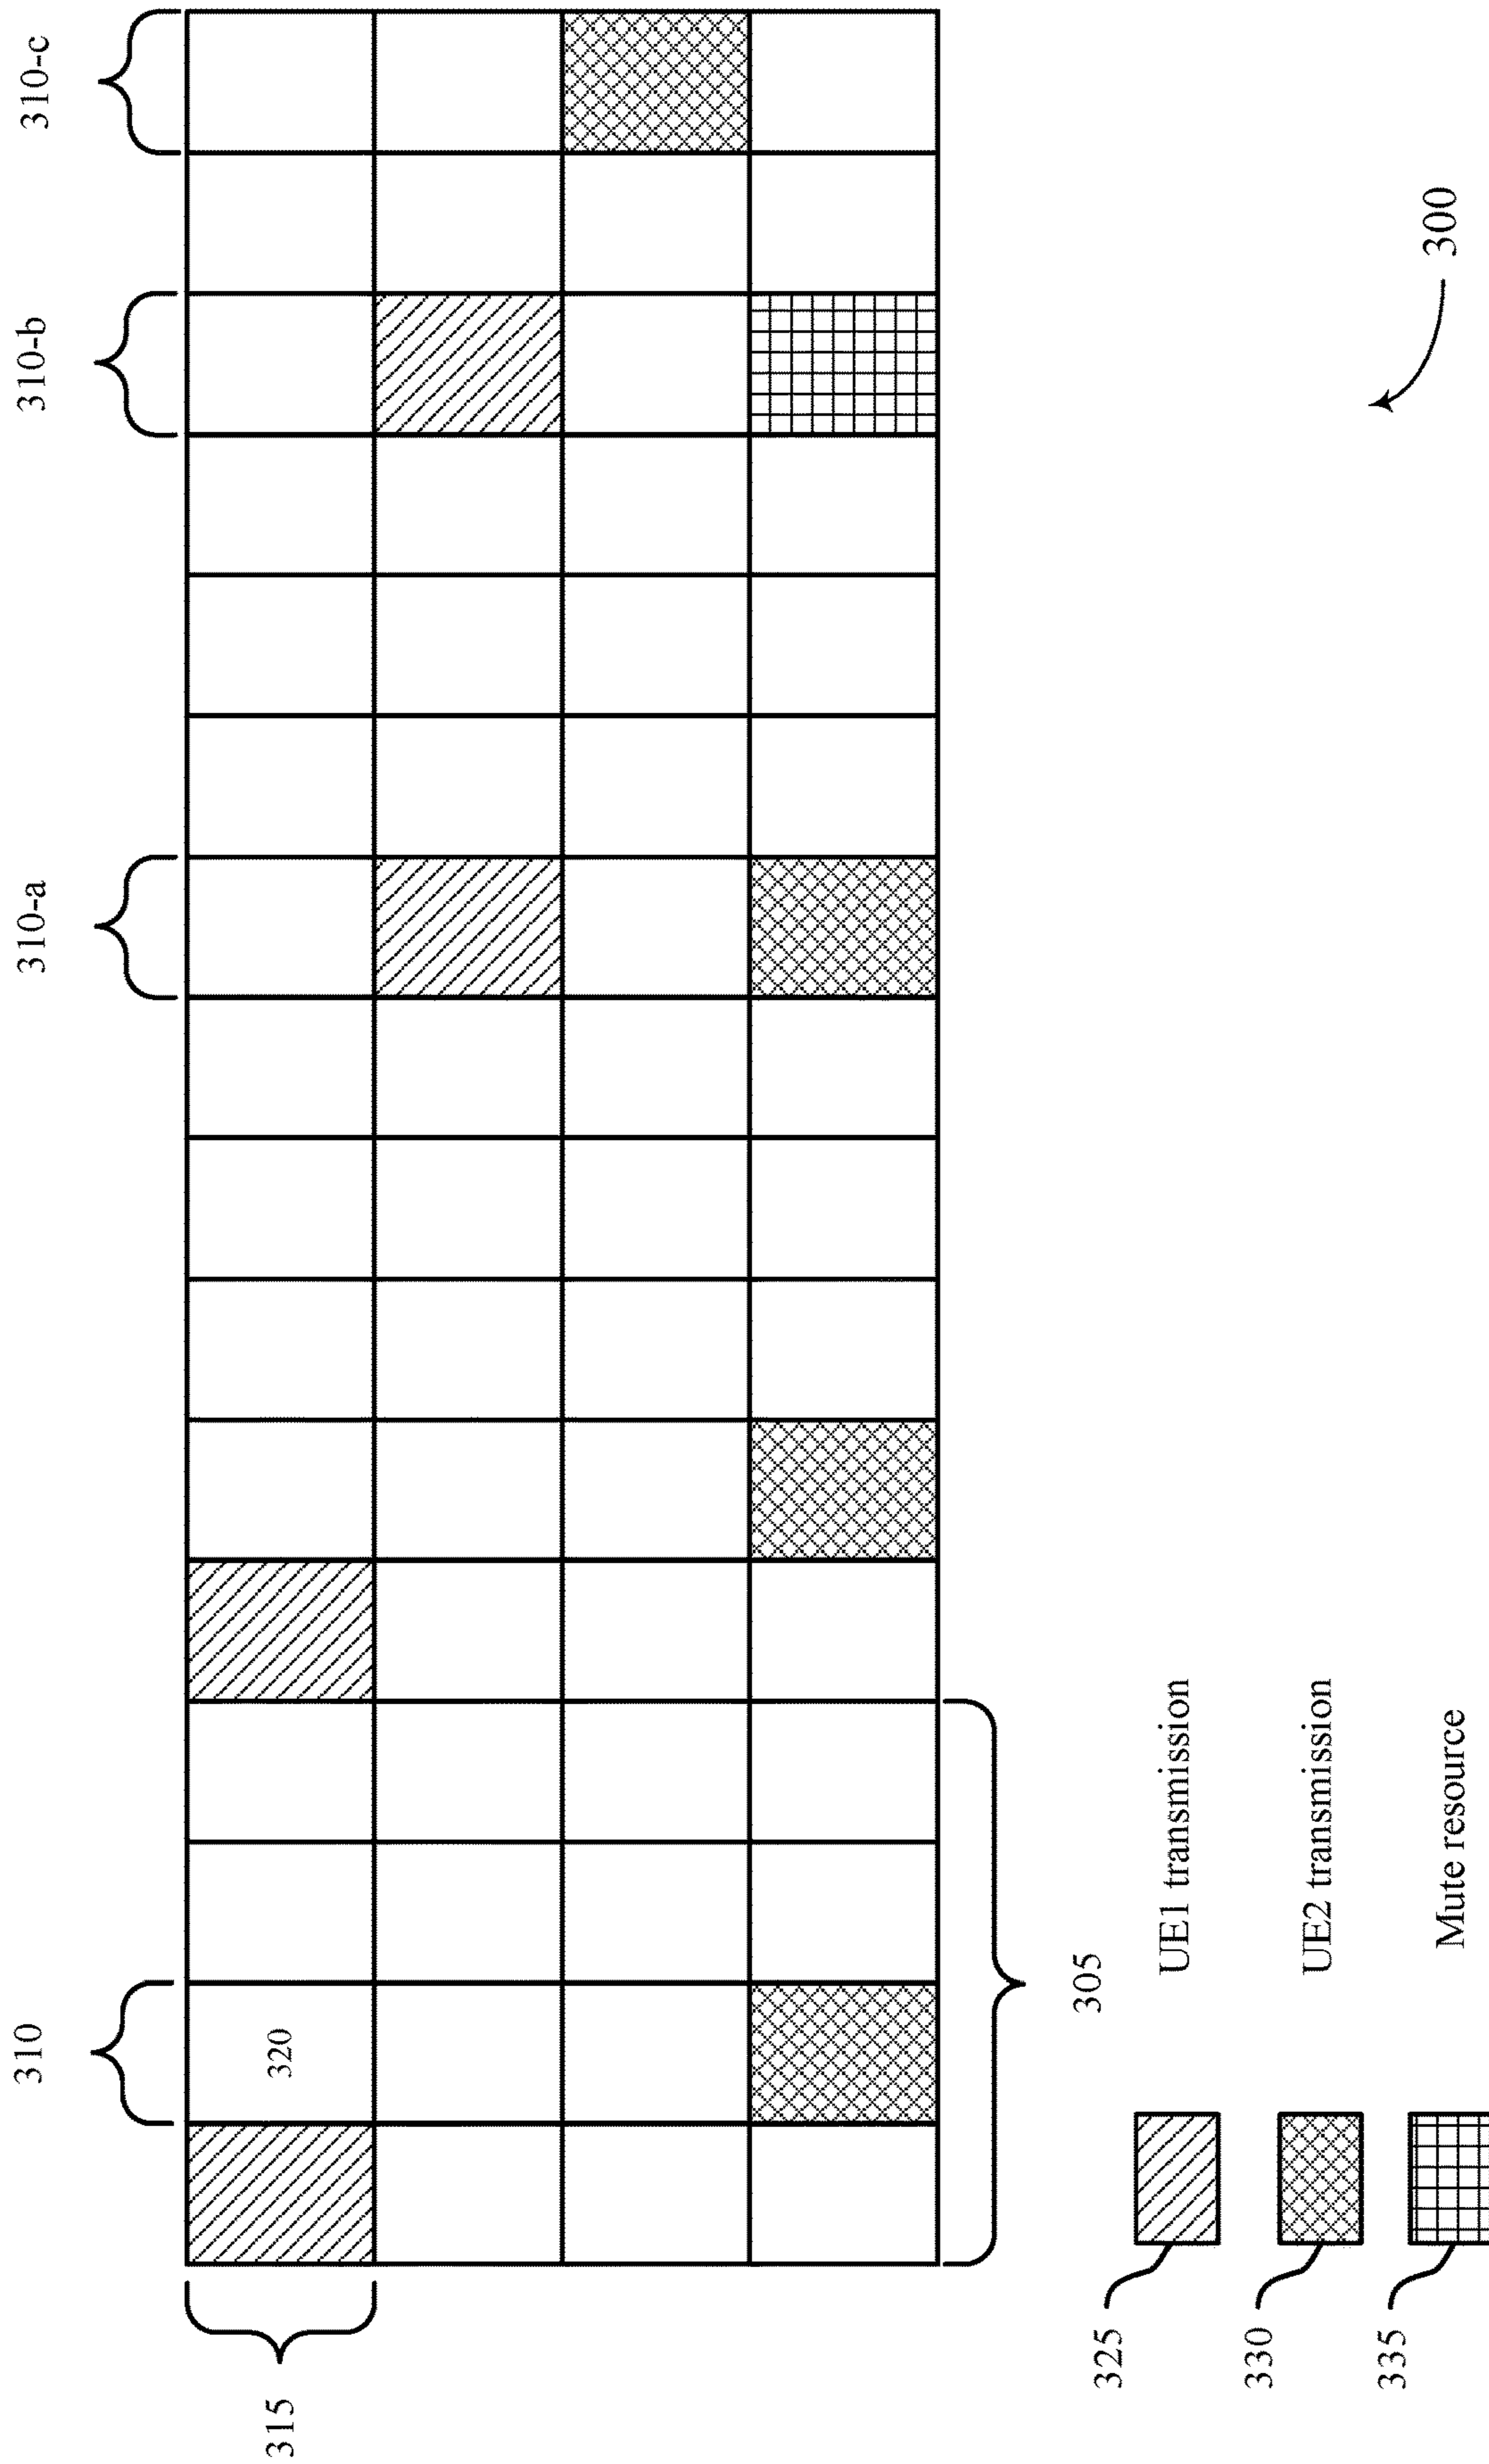 310
310-a
310-b
310-c
315
320
305
325
UE1 transmission
330
UE2 transmission
335
Mute resource
300